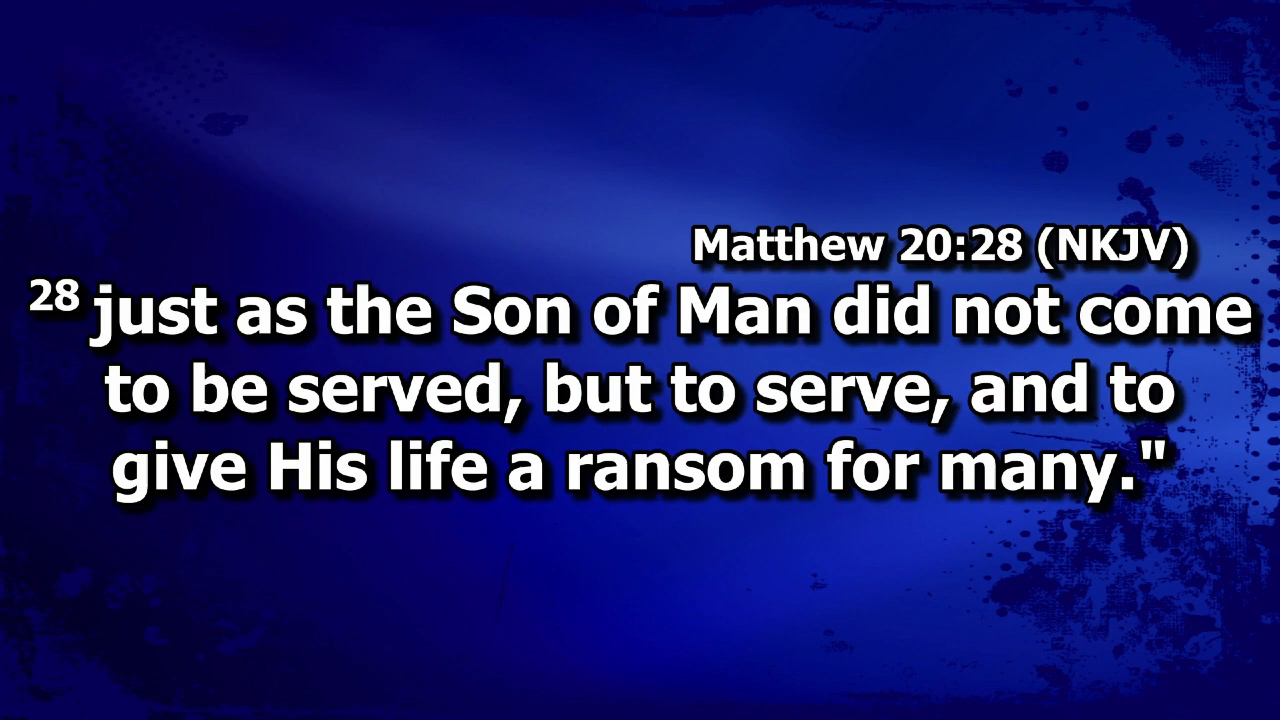 Matthew 20:28 (NKJV)
28 just as the Son of Man did not come
to be served, but to serve, and to
give His life a ransom for many."